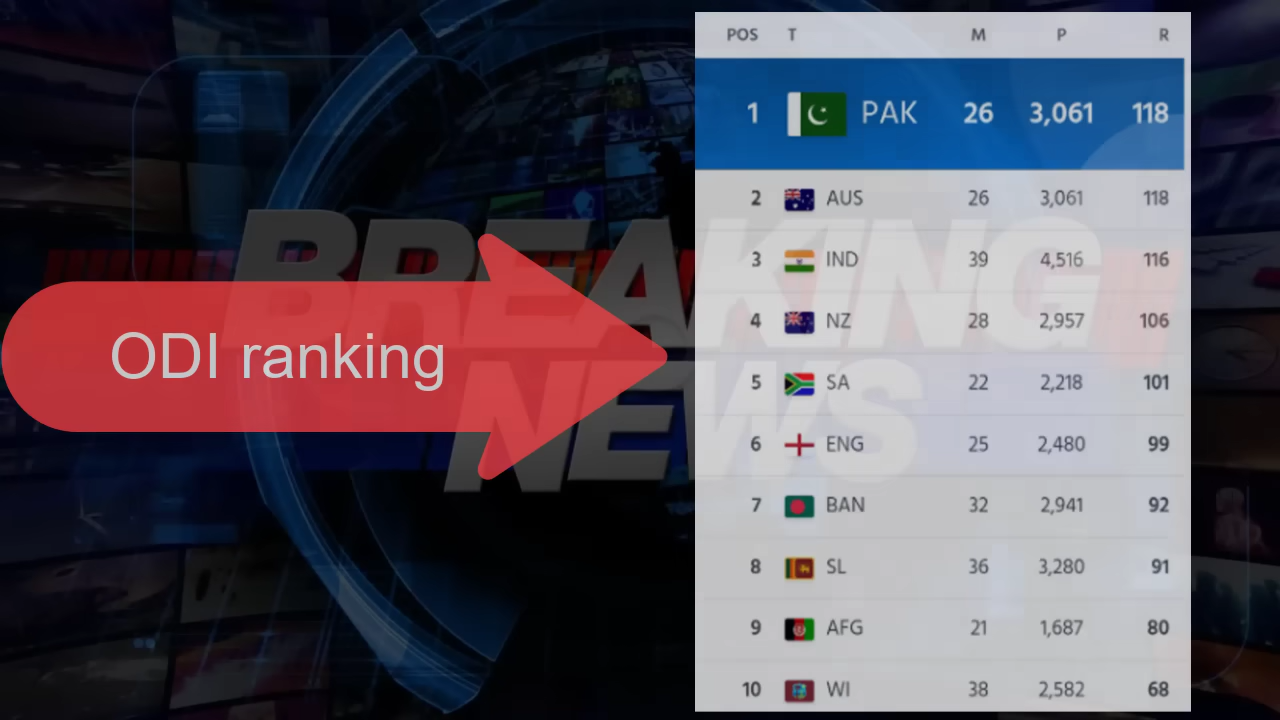 BREAKING
NEWS
ODI ranking
POS T M P R
1 PAK 26 3,061 118
2 AUS 26 3,061 118
3 IND 39 4,516 116
4 NZ 28 2,957 106
5 SA 22 2,218 101
6 ENG 25 2,480 99
7 BAN 32 2,941 92
8 SL 36 3,280 91
9 AFG 21 1,687 80
10 WI 38 2,582 68